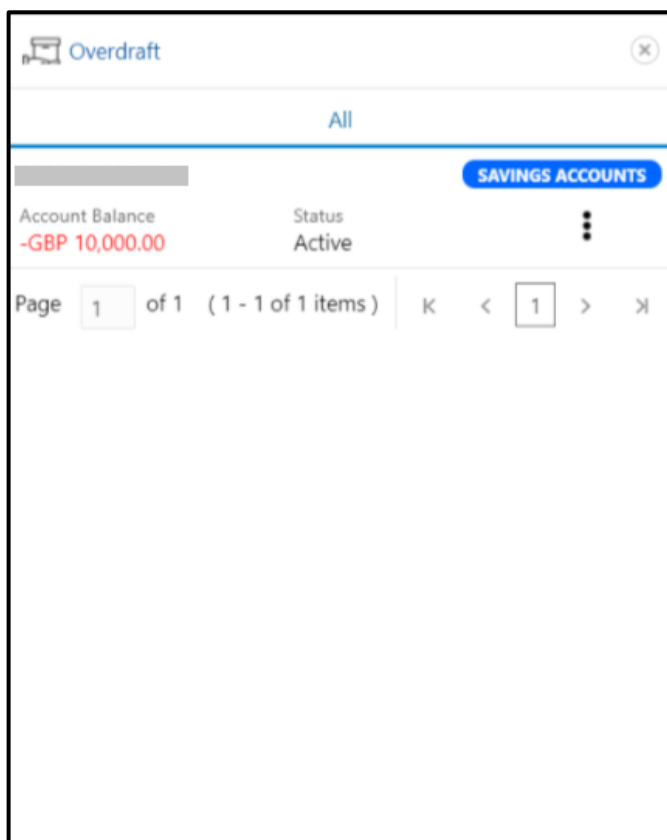 Overdraft
All
SAVINGS ACCOUNTS
Account Balance Status
-GBP 10,000.00 Active
Page 1 of 1 ( 1 - 1 of 1 items ) 1